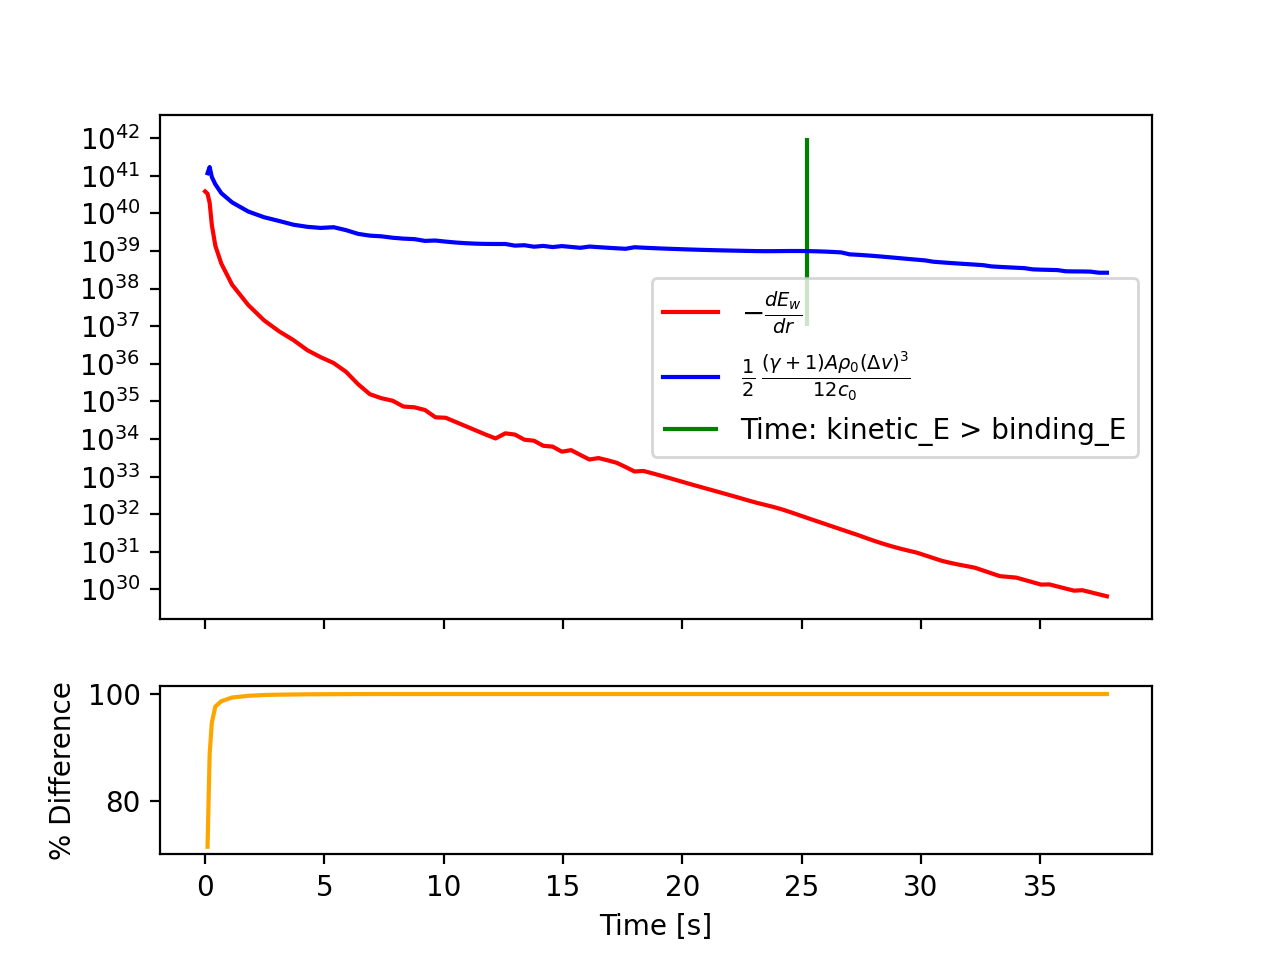 10^42
10^41
10^40
10^39
10^38
10^37
10^36
10^35
10^34
10^33
10^32
10^31
10^30
−dE_w/dr
1/2 (γ + 1)Aρ_0(Δv)^3/12c_0
Time: kinetic_E > binding_E
% Difference
100
80
0 5 10 15 20 25 30 35
Time [s]